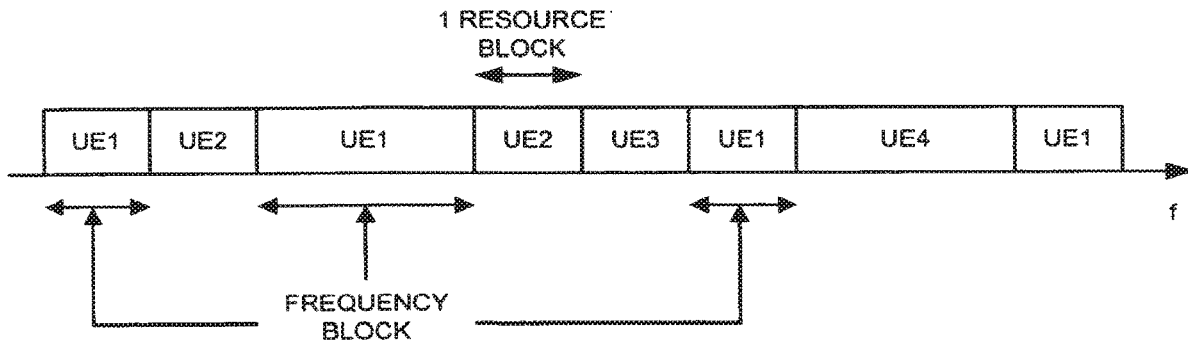 1 RESOURCE
BLOCK
UE1 UE2 UE1 UE2 UE3 UE1 UE4 UE1
f
FREQUENCY
BLOCK